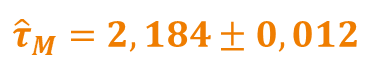 τ̂_M = 2,184 ± 0,012